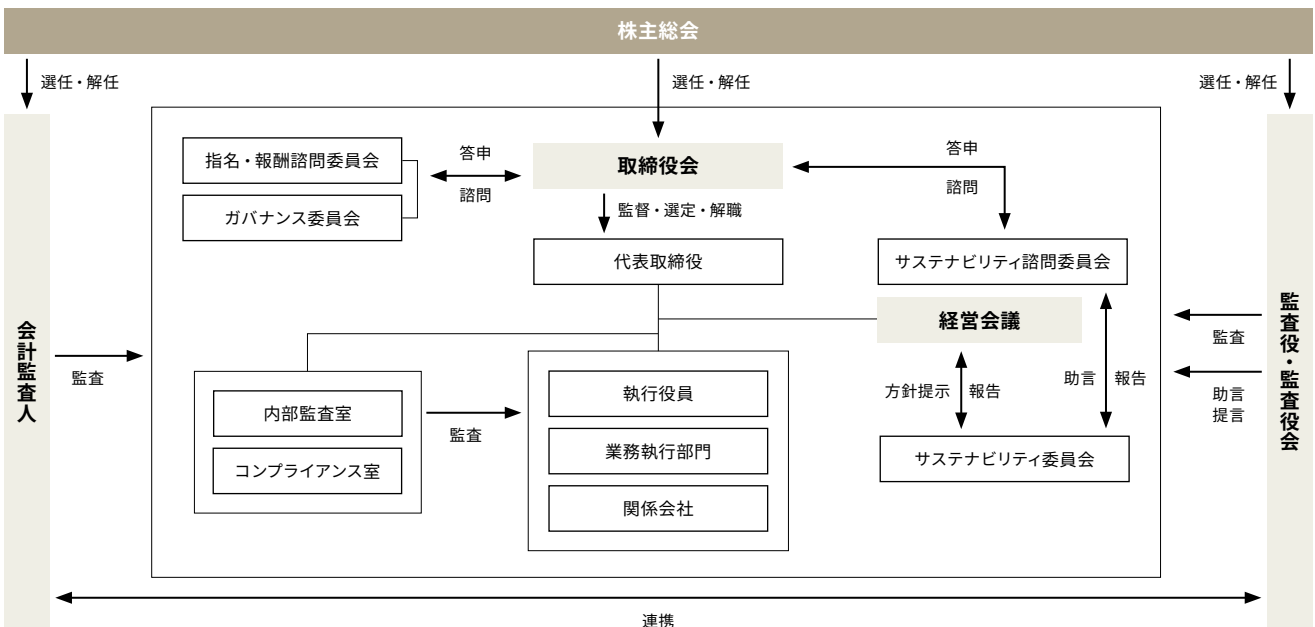 株主総会
選任・解任
選任・解任
選任・解任
指名・報酬諮問委員会
ガバナンス委員会
答申
諮問
取締役会
監督・選定・解職
代表取締役
答申
諮問
サステナビリティ諮問委員会
経営会議
会計監査人
監査
監査役・監査役会
監査
助言
提言
内部監査室
コンプライアンス室
監査
執行役員
業務執行部門
関係会社
方針提示
報告
助言
報告
サステナビリティ委員会
連携